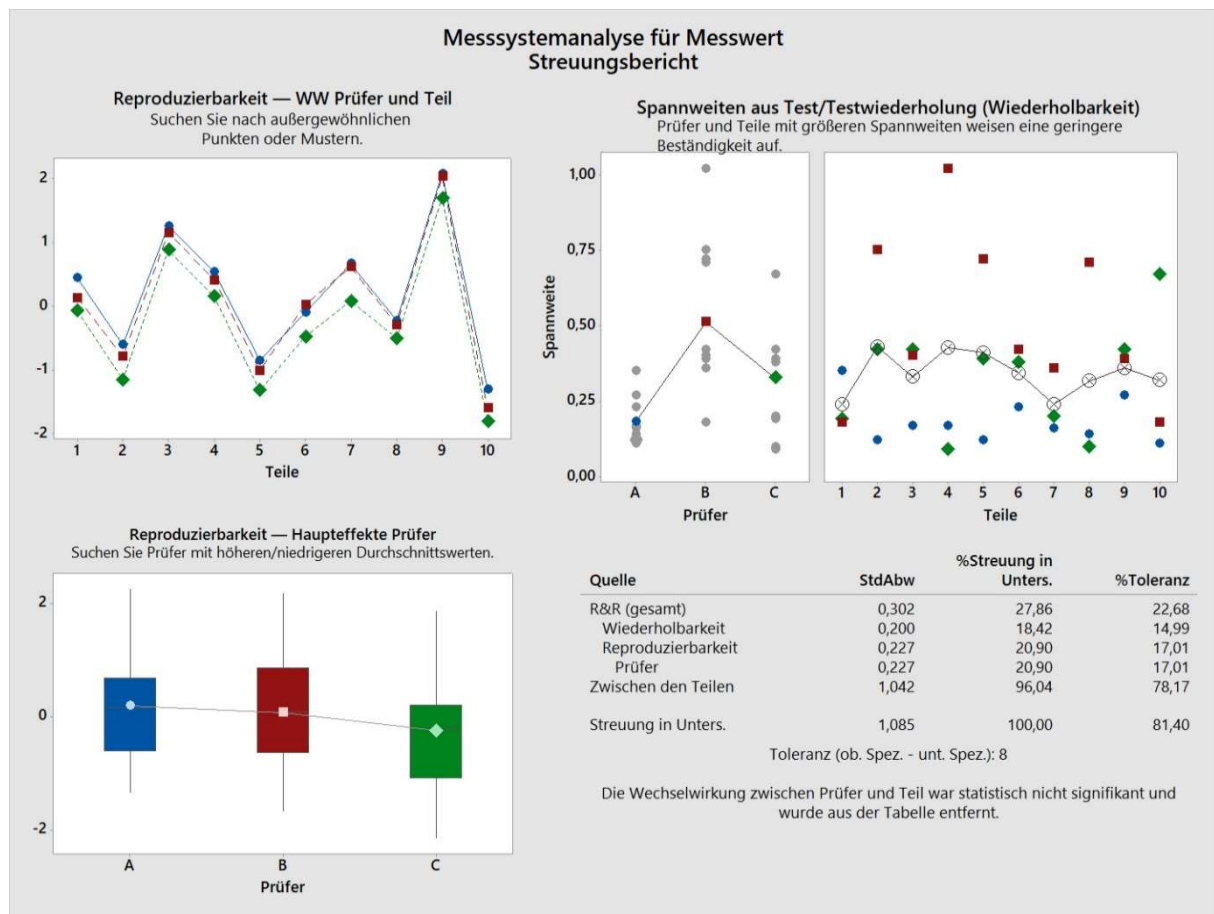 Messsystemanalyse für Messwert
Streuungsbericht
Reproduzierbarkeit — WW Prüfer und Teil
Suchen Sie nach außergewöhnlichen
Punkten oder Mustern.
2
1
0
-1
-2
1 2 3 4 5 6 7 8 9 10
Teile
Spannweiten aus Test/Testwiederholung (Wiederholbarkeit)
Prüfer und Teile mit größeren Spannweiten weisen eine geringere
Beständigkeit auf.
Spannweite
1,00
0,75
0,50
0,25
0,00
A B C
Prüfer
1 2 3 4 5 6 7 8 9 10
Teile
Reproduzierbarkeit — Haupteffekte Prüfer
Suchen Sie Prüfer mit höheren/niedrigeren Durchschnittswerten.
2
0
-2
A B C
Prüfer
%Streuung in
Quelle StdAbw Unters. %Toleranz
R&R (gesamt) 0,302 27,86 22,68
Wiederholbarkeit 0,200 18,42 14,99
Reproduzierbarkeit 0,227 20,90 17,01
Prüfer 0,227 20,90 17,01
Zwischen den Teilen 1,042 96,04 78,17
Streuung in Unters. 1,085 100,00 81,40
Toleranz (ob. Spez. - unt. Spez.): 8
Die Wechselwirkung zwischen Prüfer und Teil war statistisch nicht signifikant und
wurde aus der Tabelle entfernt.